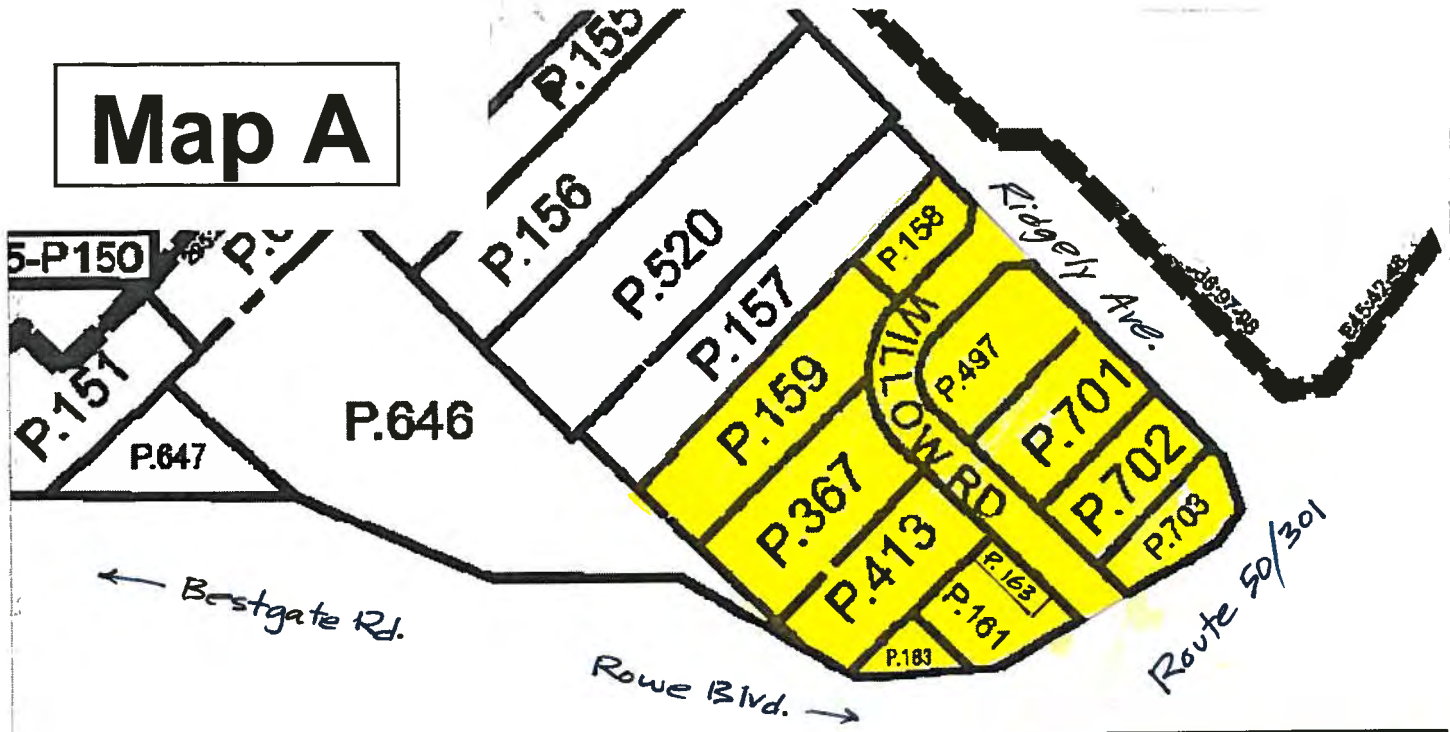 Map A
P.155
P.156
P.520
P.157
P.158
Ridgely Ave.
5-P150
P.151
P.647
P.646
P.159
WILLOW RD
P.497
P.701
P.702
P.703
P.367
P.413
P.163
P.161
P.183
← Bestgate Rd.
Rowe Blvd. →
Route 50/301